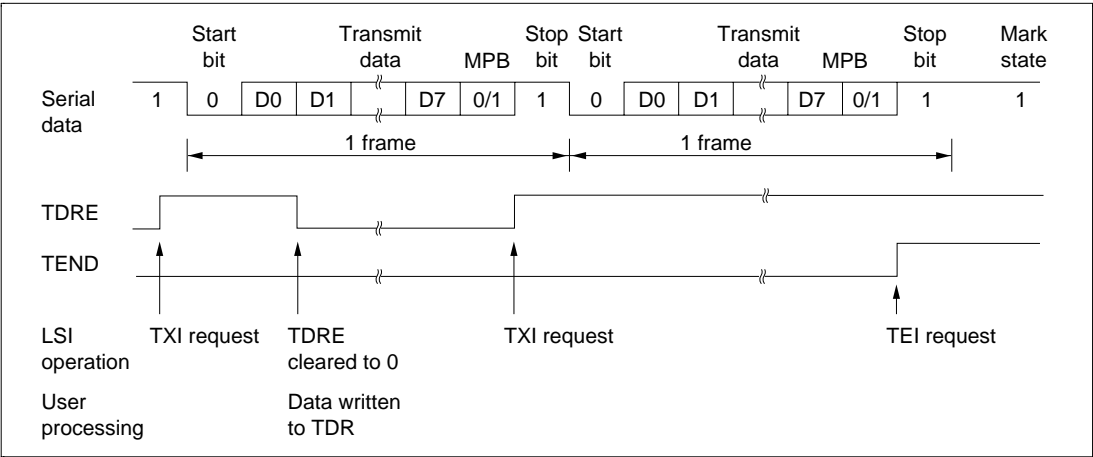 Start Transmit Stop Start Transmit Stop Mark
bit data MPB bit bit data MPB bit state
Serial 1 0 D0 D1 D7 0/1 1 0 D0 D1 D7 0/1 1 1
data
1 frame 1 frame
TDRE
TEND
LSI TXI request TDRE TXI request TEI request
operation cleared to 0
User Data written
processing to TDR